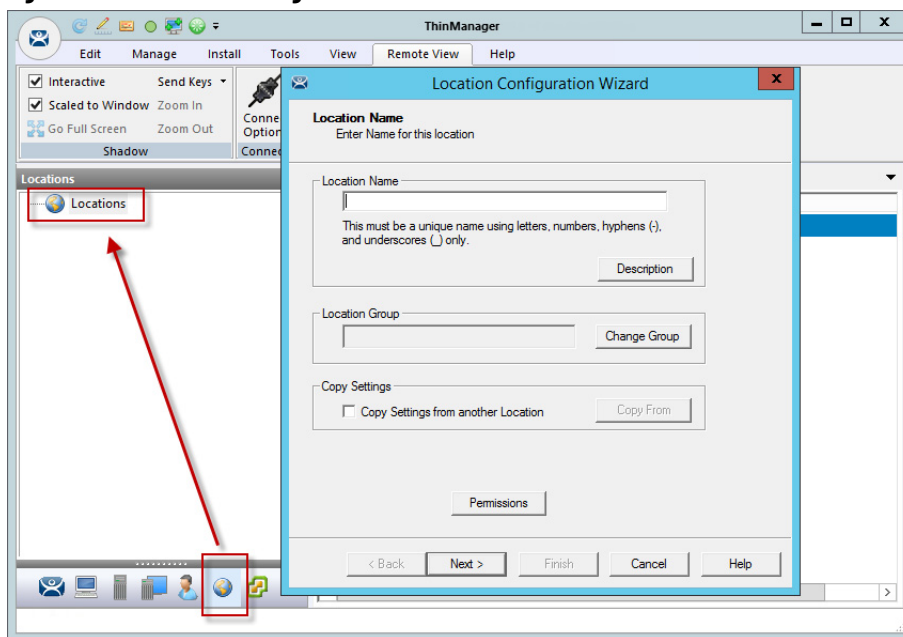 ThinManager
Edit Manage Install Tools View Remote View Help
Interactive Send Keys
Scaled to Window Zoom In
Go Full Screen Zoom Out
Shadow
Locations
Locations
Location Configuration Wizard
x
Location Name
Enter Name for this location
Location Name
This must be a unique name using letters, numbers, hyphens (-),
and underscores (_) only.
Description
Location Group
Change Group
Copy Settings
Copy Settings from another Location
Copy From
Permissions
< Back Next > Finish Cancel Help